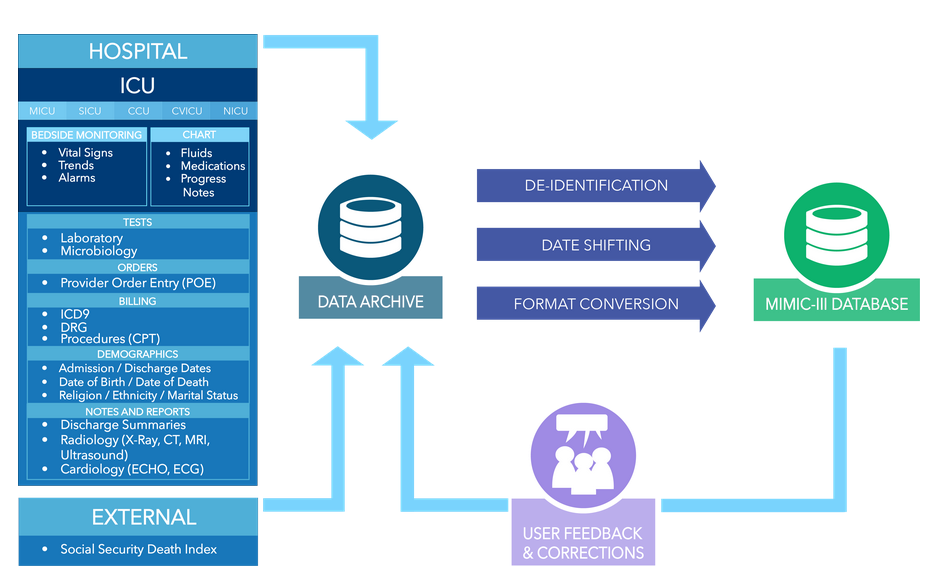 HOSPITAL
ICU
MICU SICU CCU CVICU NICU
BEDSIDE MONITORING
• Vital Signs
• Trends
• Alarms
CHART
• Fluids
• Medications
• Progress
Notes
TESTS
• Laboratory
• Microbiology
ORDERS
• Provider Order Entry (POE)
BILLING
• ICD9
• DRG
• Procedures (CPT)
DEMOGRAPHICS
• Admission / Discharge Dates
• Date of Birth / Date of Death
• Religion / Ethnicity / Marital Status
NOTES AND REPORTS
• Discharge Summaries
• Radiology (X-Ray, CT, MRI,
Ultrasound)
• Cardiology (ECHO, ECG)
EXTERNAL
• Social Security Death Index
DATA ARCHIVE
DE-IDENTIFICATION
DATE SHIFTING
FORMAT CONVERSION
MIMIC-III DATABASE
USER FEEDBACK
& CORRECTIONS